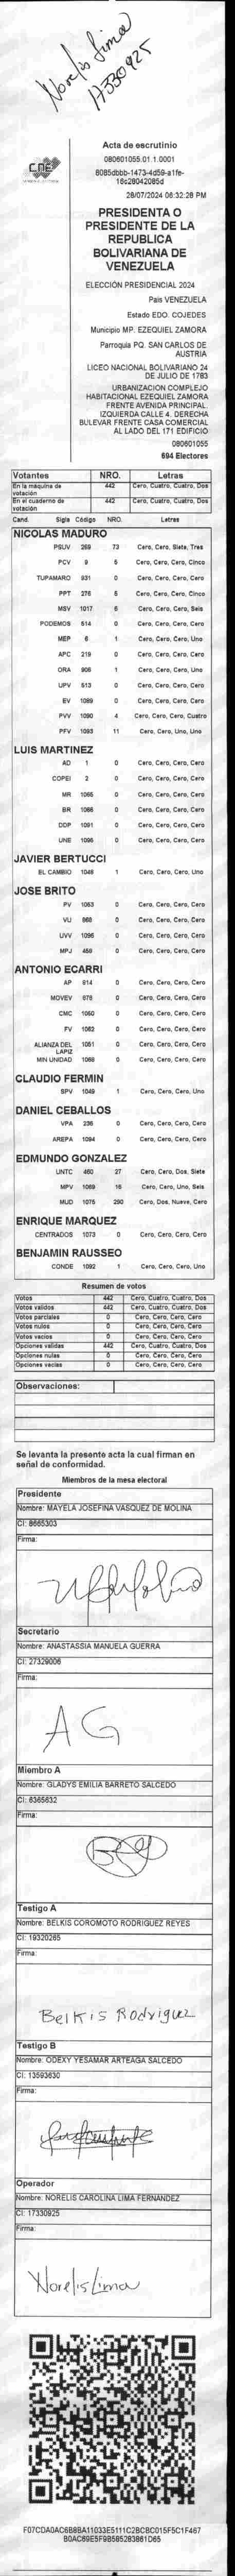 Norelis Lima
17330925
CNE
Acta de escrutinio
080601055.01.1.0001
8085dbbb-1473-4d59-a1fe-
16c28042085d
28/07/2024 06:32:28 PM
PRESIDENTA O
PRESIDENTE DE LA
REPUBLICA
BOLIVARIANA DE
VENEZUELA
ELECCIÓN PRESIDENCIAL 2024
Pais VENEZUELA
Estado EDO. COJEDES
Municipio MP. EZEQUIEL ZAMORA
Parroquia PQ. SAN CARLOS DE
AUSTRIA
LICEO NACIONAL BOLIVARIANO 24
DE JULIO DE 1783
URBANIZACION COMPLEJO
HABITACIONAL EZEQUIEL ZAMORA
FRENTE AVENIDA PRINCIPAL.
IZQUIERDA CALLE 4. DERECHA
BULEVAR FRENTE CASA COMERCIAL
AL LADO DEL 171 EDIFICIO
080601055
694 Electores
Votantes NRO. Letras
En la máquina de votación 442 Cero, Cuatro, Cuatro, Dos
En el cuaderno de votación 442 Cero, Cuatro, Cuatro, Dos
Cand. Sigla Código NRO. Letras
NICOLAS MADURO
PSUV 259 73 Cero, Cero, Siete, Tres
PCV 9 5 Cero, Cero, Cero, Cinco
TUPAMARO 931 0 Cero, Cero, Cero, Cero
PPT 276 5 Cero, Cero, Cero, Cinco
MSV 1017 6 Cero, Cero, Cero, Seis
PODEMOS 514 0 Cero, Cero, Cero, Cero
MEP 6 1 Cero, Cero, Cero, Uno
APC 219 0 Cero, Cero, Cero, Cero
ORA 908 1 Cero, Cero, Cero, Uno
UPV 513 0 Cero, Cero, Cero, Cero
EV 1089 0 Cero, Cero, Cero, Cero
PVV 1090 4 Cero, Cero, Cero, Cuatro
PFV 1093 11 Cero, Cero, Uno, Uno
LUIS MARTINEZ
AD 1 0 Cero, Cero, Cero, Cero
COPEI 2 0 Cero, Cero, Cero, Cero
MR 1065 0 Cero, Cero, Cero, Cero
BR 1066 0 Cero, Cero, Cero, Cero
DDP 1091 0 Cero, Cero, Cero, Cero
UNE 1095 0 Cero, Cero, Cero, Cero
JAVIER BERTUCCI
EL CAMBIO 1048 1 Cero, Cero, Cero, Uno
JOSE BRITO
PV 1053 0 Cero, Cero, Cero, Cero
VU 868 0 Cero, Cero, Cero, Cero
UVV 1096 0 Cero, Cero, Cero, Cero
MPJ 459 0 Cero, Cero, Cero, Cero
ANTONIO ECARRI
AP 914 0 Cero, Cero, Cero, Cero
MOVEV 676 0 Cero, Cero, Cero, Cero
CMC 1050 0 Cero, Cero, Cero, Cero
FV 1062 0 Cero, Cero, Cero, Cero
ALIANZA DEL LAPIZ 1051 0 Cero, Cero, Cero, Cero
MIN UNIDAD 1068 0 Cero, Cero, Cero, Cero
CLAUDIO FERMIN
SPV 1049 1 Cero, Cero, Cero, Uno
DANIEL CEBALLOS
VPA 236 0 Cero, Cero, Cero, Cero
AREPA 1094 0 Cero, Cero, Cero, Cero
EDMUNDO GONZALEZ
UNTC 460 27 Cero, Cero, Dos, Siete
MPV 1069 16 Cero, Cero, Uno, Seis
MUD 1075 290 Cero, Dos, Nueve, Cero
ENRIQUE MARQUEZ
CENTRADOS 1073 0 Cero, Cero, Cero, Cero
BENJAMIN RAUSSEO
CONDE 1092 1 Cero, Cero, Cero, Uno
Resumen de votos
Votos 442 Cero, Cuatro, Cuatro, Dos
Votos validos 442 Cero, Cuatro, Cuatro, Dos
Votos parciales 0 Cero, Cero, Cero, Cero
Votos nulos 0 Cero, Cero, Cero, Cero
Votos vacíos 0 Cero, Cero, Cero, Cero
Opciones validas 442 Cero, Cuatro, Cuatro, Dos
Opciones nulas 0 Cero, Cero, Cero, Cero
Opciones vacías 0 Cero, Cero, Cero, Cero
Observaciones:
Se levanta la presente acta la cual firman en
señal de conformidad.
Miembros de la mesa electoral
Presidente
Nombre: MAYELA JOSEFINA VASQUEZ DE MOLINA
CI: 8665303
Firma:
Secretario
Nombre: ANASTASSIA MANUELA GUERRA
CI: 27329006
Firma:
AG
Miembro A
Nombre: GLADYS EMILIA BARRETO SALCEDO
CI: 6365632
Firma:
Testigo A
Nombre: BELKIS COROMOTO RODRIGUEZ REYES
CI: 19320265
Firma:
Belkis Rodriguez
Testigo B
Nombre: ODEXY YESAMAR ARTEAGA SALCEDO
CI: 13593630
Firma:
Operador
Nombre: NORELIS CAROLINA LIMA FERNANDEZ
CI: 17330925
Firma:
Norelis Lima
F07CDA0AC6B8BA11033E5111C2BCBC015F5C1F467
B0AC69E5F9B565283861D65